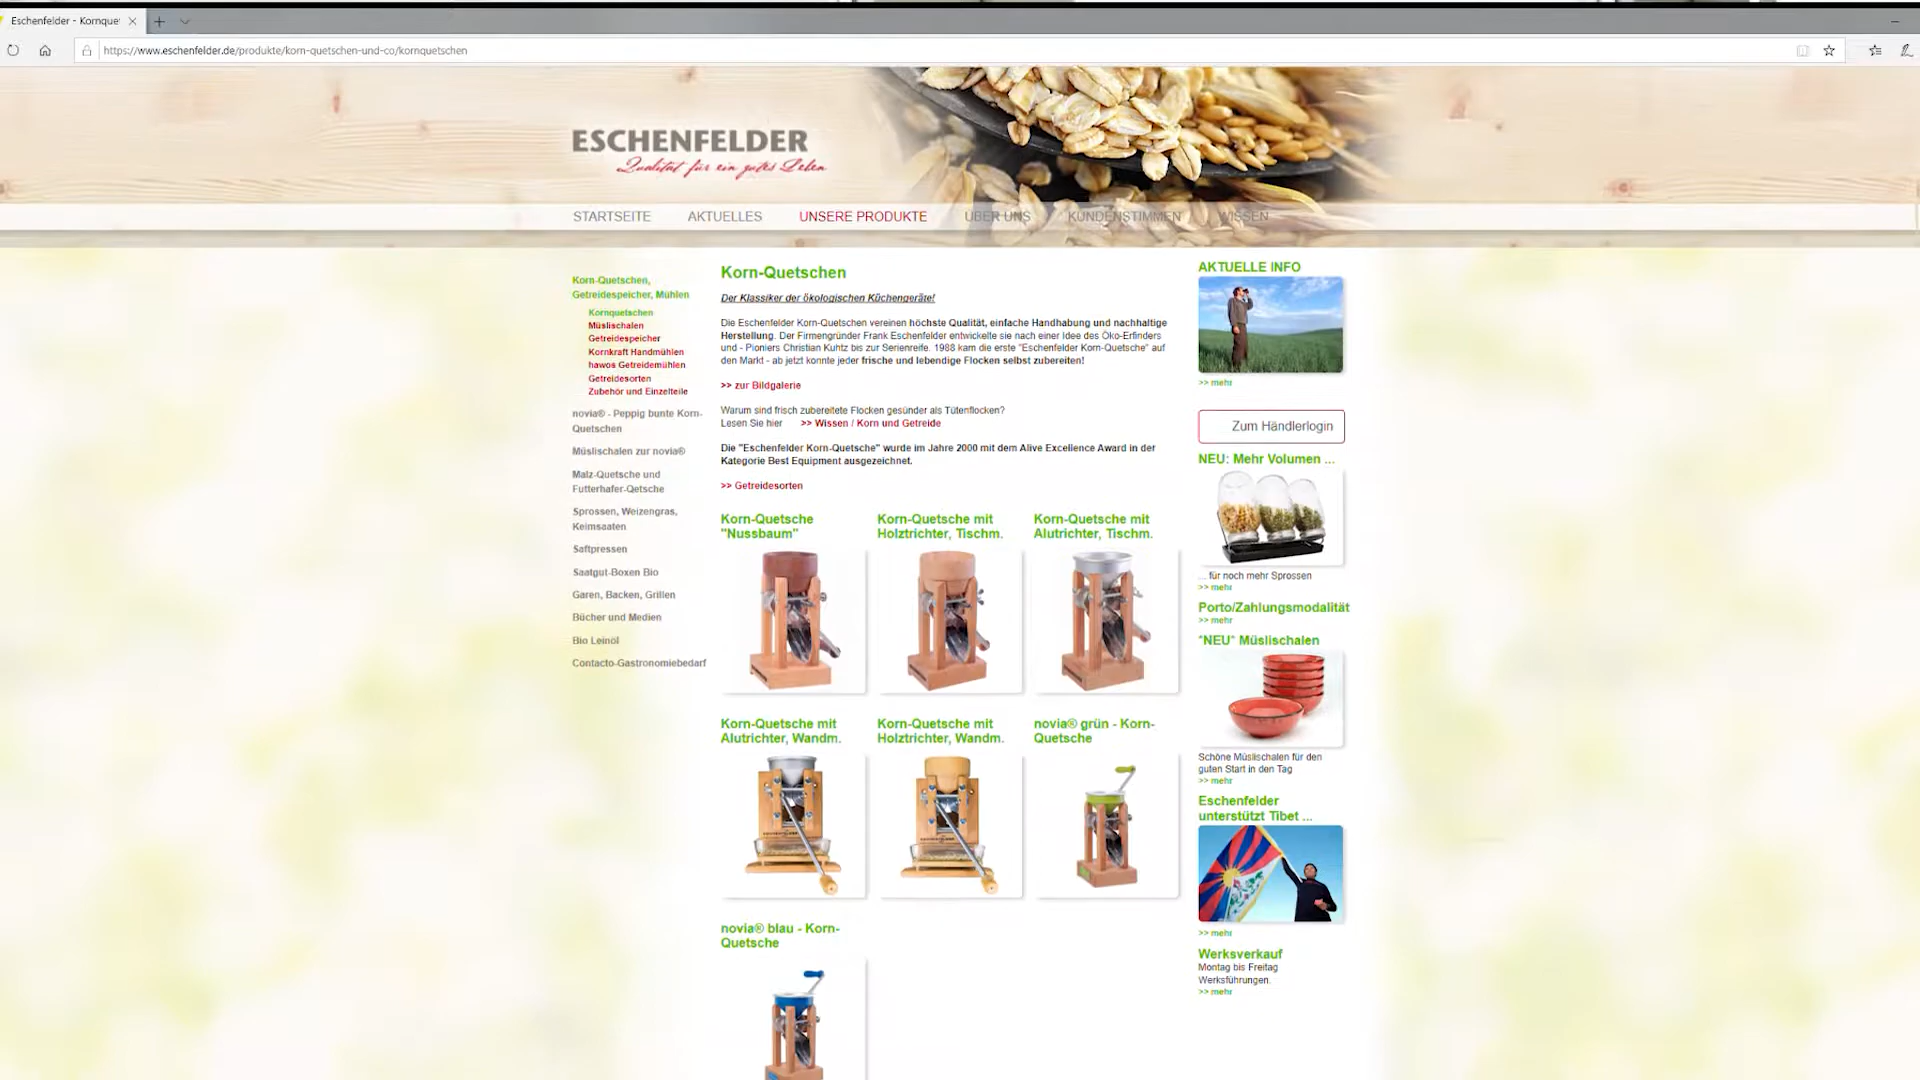 Eschenfelder - Kornque
https://www.eschenfelder.de/produkte/korn-quetschen-und-co/kornquetschen
ESCHENFELDER
Qualität für ein gutes Leben
STARTSEITE AKTUELLES UNSERE PRODUKTE ÜBER UNS KUNDENSTIMMEN WISSEN
Korn-Quetschen,
Getreidespeicher, Mühlen
Kornquetschen
Müslischalen
Getreidespeicher
Kornkraft Handmühlen
hawos Getreidemühlen
Getreidesorten
Zubehör und Einzelteile
novia® - Peppig bunte Korn-
Quetschen
Müslischalen zur novia®
Malz-Quetsche und
Futterhafer-Qetsche
Sprossen, Weizengras,
Keimsaaten
Saftpressen
Saatgut-Boxen Bio
Garen, Backen, Grillen
Bücher und Medien
Bio Leinöl
Contacto-Gastronomiebedarf
Korn-Quetschen
Der Klassiker der ökologischen Küchengeräte!
Die Eschenfelder Korn-Quetschen vereinen höchste Qualität, einfache Handhabung und nachhaltige
Herstellung. Der Firmengründer Frank Eschenfelder entwickelte sie nach einer Idee des Öko-Erfinders
und - Pioniers Christian Kuhtz bis zur Serienreife. 1988 kam die erste "Eschenfelder Korn-Quetsche" auf
den Markt - ab jetzt konnte jeder frische und lebendige Flocken selbst zubereiten!
>> zur Bildgalerie
Warum sind frisch zubereitete Flocken gesünder als Tütenflocken?
Lesen Sie hier >> Wissen / Korn und Getreide
Die "Eschenfelder Korn-Quetsche" wurde im Jahre 2000 mit dem Alive Excellence Award in der
Kategorie Best Equipment ausgezeichnet.
>> Getreidesorten
Korn-Quetsche
"Nussbaum"
Korn-Quetsche mit
Holztrichter, Tischm.
Korn-Quetsche mit
Alutrichter, Tischm.
Korn-Quetsche mit
Alutrichter, Wandm.
Korn-Quetsche mit
Holztrichter, Wandm.
novia® grün - Korn-
Quetsche
novia® blau - Korn-
Quetsche
AKTUELLE INFO
>> mehr
Zum Händlerlogin
NEU: Mehr Volumen ...
... für noch mehr Sprossen
>> mehr
Porto/Zahlungsmodalität
>> mehr
*NEU* Müslischalen
Schöne Müslischalen für den
guten Start in den Tag
>> mehr
Eschenfelder
unterstützt Tibet ...
>> mehr
Werksverkauf
Montag bis Freitag
Werksführungen.
>> mehr